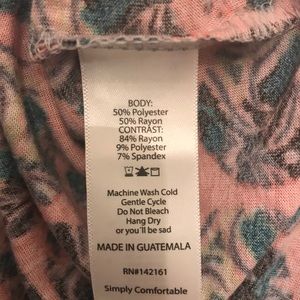 BODY:
50% Polyester
50% Rayon
CONTRAST:
84% Rayon
9% Polyester
7% Spandex
Machine Wash Cold
Gentle Cycle
Do Not Bleach
Hang Dry
or you´ll be sad
MADE IN GUATEMALA
RN#142161
Simply Comfortable